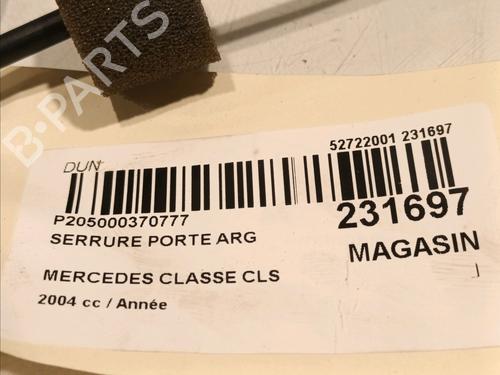 B-PARTS
52722001 231697
DUN
P205000370777
231697
SERRURE PORTE ARG
MAGASIN
MERCEDES CLASSE CLS
2004 cc / Année